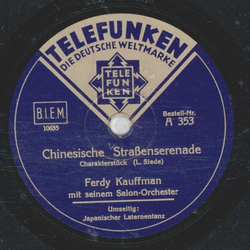 TELEFUNKEN
DIE DEUTSCHE WELTMARKE
TELE
FUN
KEN
B.I.E.M.
10655
Bestell-Nr.
A 353
Chinesische Straßenserenade
Charakterstück (L. Siede)
Ferdy Kauffman
mit seinem Salon-Orchester
Umseitig:
Japanischer Laternentanz